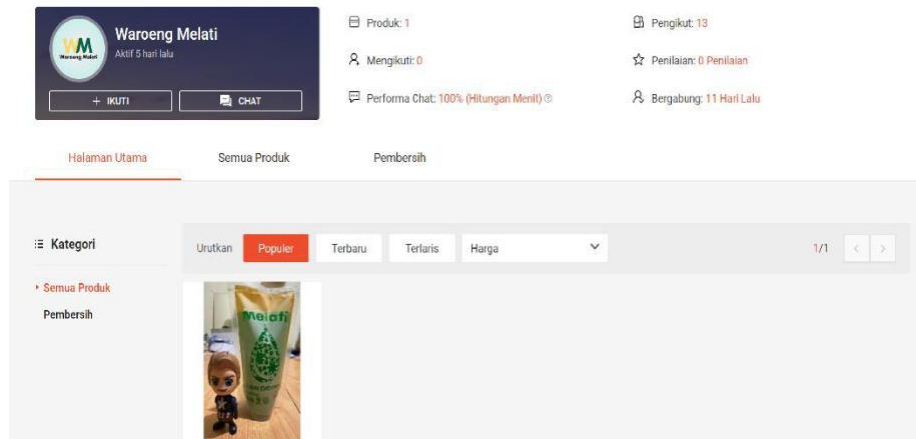 WM
Waroeng Melati
Waroeng Melati
Aktif 5 hari lalu
+ IKUTI
CHAT
Produk: 1
Mengikuti: 0
Performa Chat: 100% (Hitungan Menit)
Pengikut: 13
Penilaian: 0 Penilaian
Bergabung: 11 Hari Lalu
Halaman Utama
Semua Produk
Pembersih
Kategori
Semua Produk
Pembersih
Urutkan
Populer
Terbaru
Terlaris
Harga
1/1
Melati